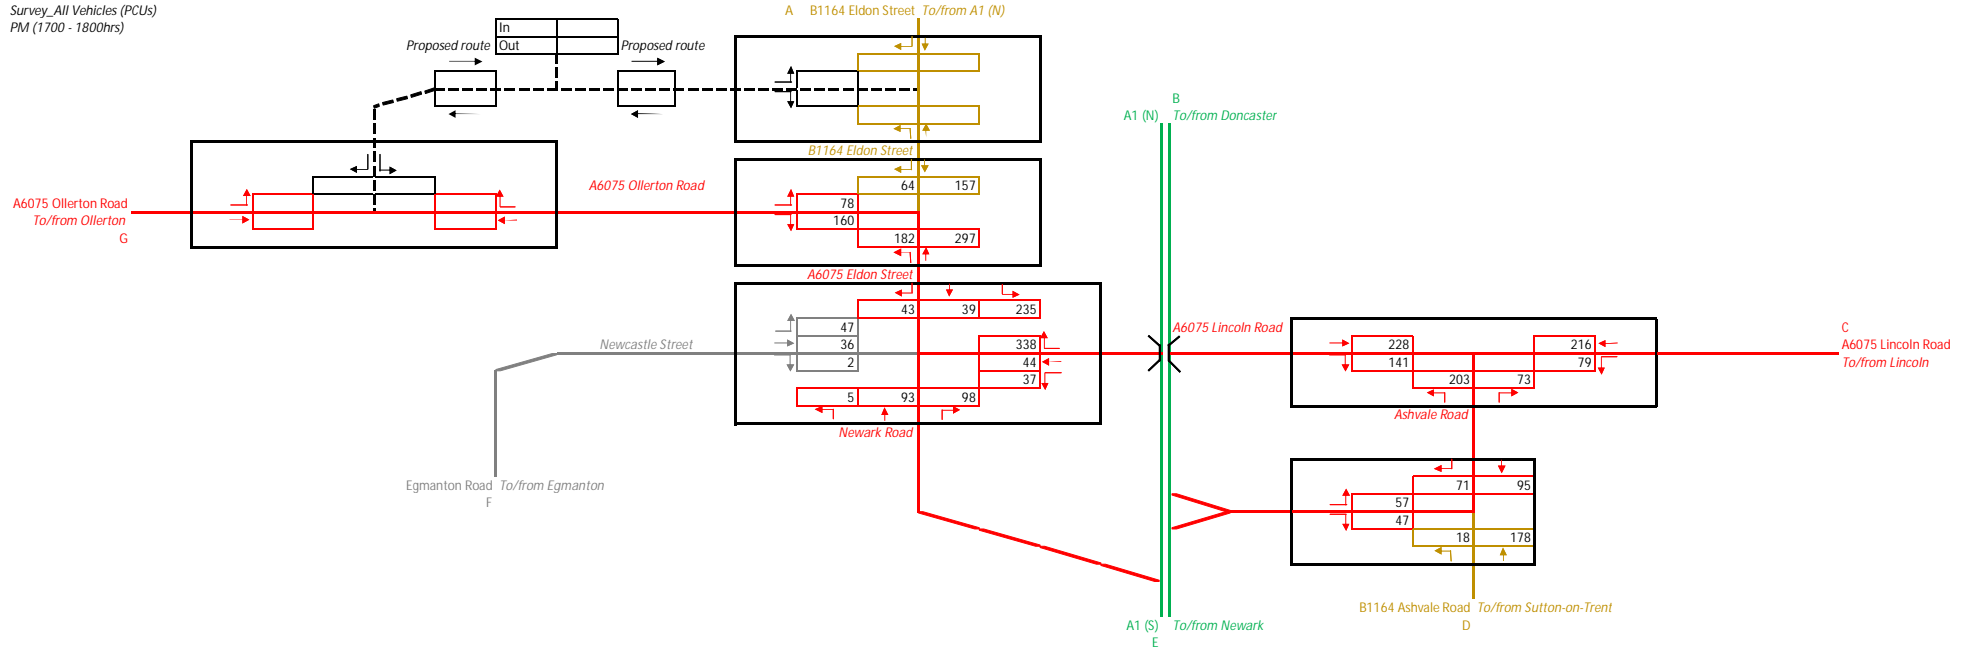 Survey_All Vehicles (PCUs)
PM (1700 - 1800hrs)
A B1164 Eldon Street To/from A1 (N)
In
Proposed route Out Proposed route
B
A1 (N) To/from Doncaster
B1164 Eldon Street
A6075 Ollerton Road
64 157
A6075 Ollerton Road
To/from Ollerton
G
78
160
182 297
A6075 Eldon Street
43 39 235
47
36
2
338
44
37
5 93 98
Newcastle Street
Newark Road
A6075 Lincoln Road
228 216
141 79
203 73
Ashvale Road
C
A6075 Lincoln Road
To/from Lincoln
Egmanton Road To/from Egmanton
F
71 95
57
47
18 178
B1164 Ashvale Road To/from Sutton-on-Trent
D
A1 (S) To/from Newark
E